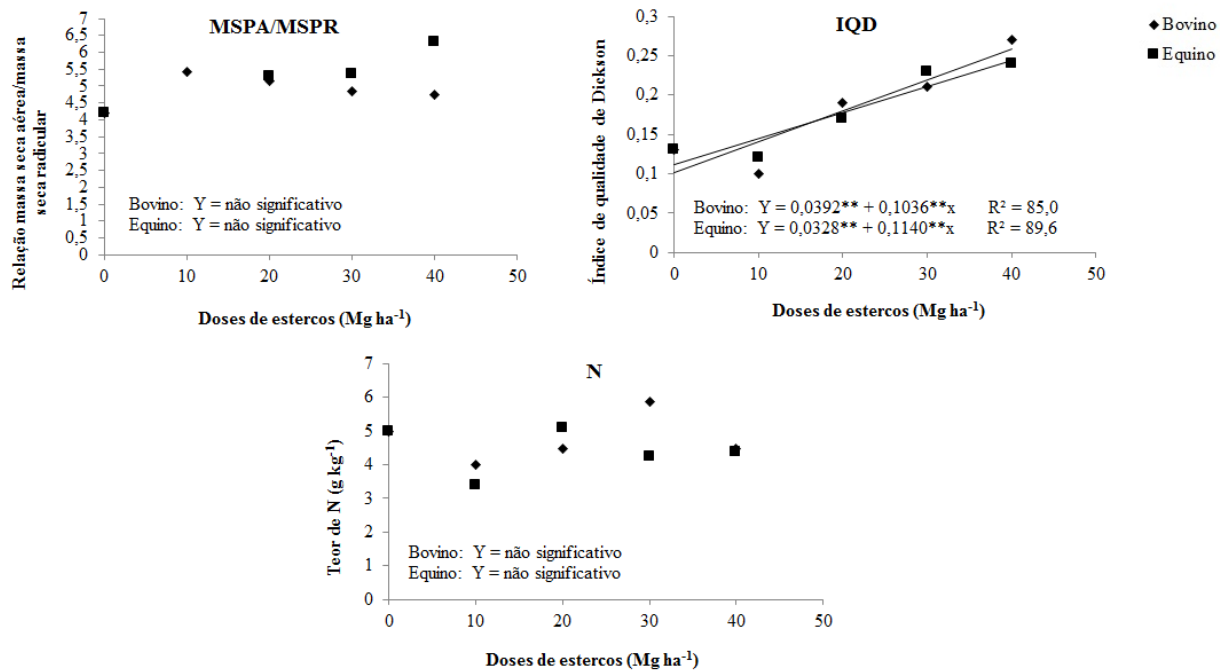 MSPA/MSPR
Relação massa seca aérea/massa
seca radicular
7
6,5
6
5,5
5
4,5
4
3,5
3
2,5
2
1,5
1
0,5
0
Bovino: Y = não significativo
Equino: Y = não significativo
0 10 20 30 40 50
Doses de estercos (Mg ha⁻¹)
IQD
Índice de qualidade de Dickson
0,3
0,25
0,2
0,15
0,1
0,05
0
Bovino: Y = 0,0392** + 0,1036**x R² = 85,0
Equino: Y = 0,0328** + 0,1140**x R² = 89,6
0 10 20 30 40 50
Doses de estercos (Mg ha⁻¹)
Bovino
Equino
N
Teor de N (g kg⁻¹)
7
6
5
4
3
2
1
0
Bovino: Y = não significativo
Equino: Y = não significativo
0 10 20 30 40 50
Doses de estercos (Mg ha⁻¹)